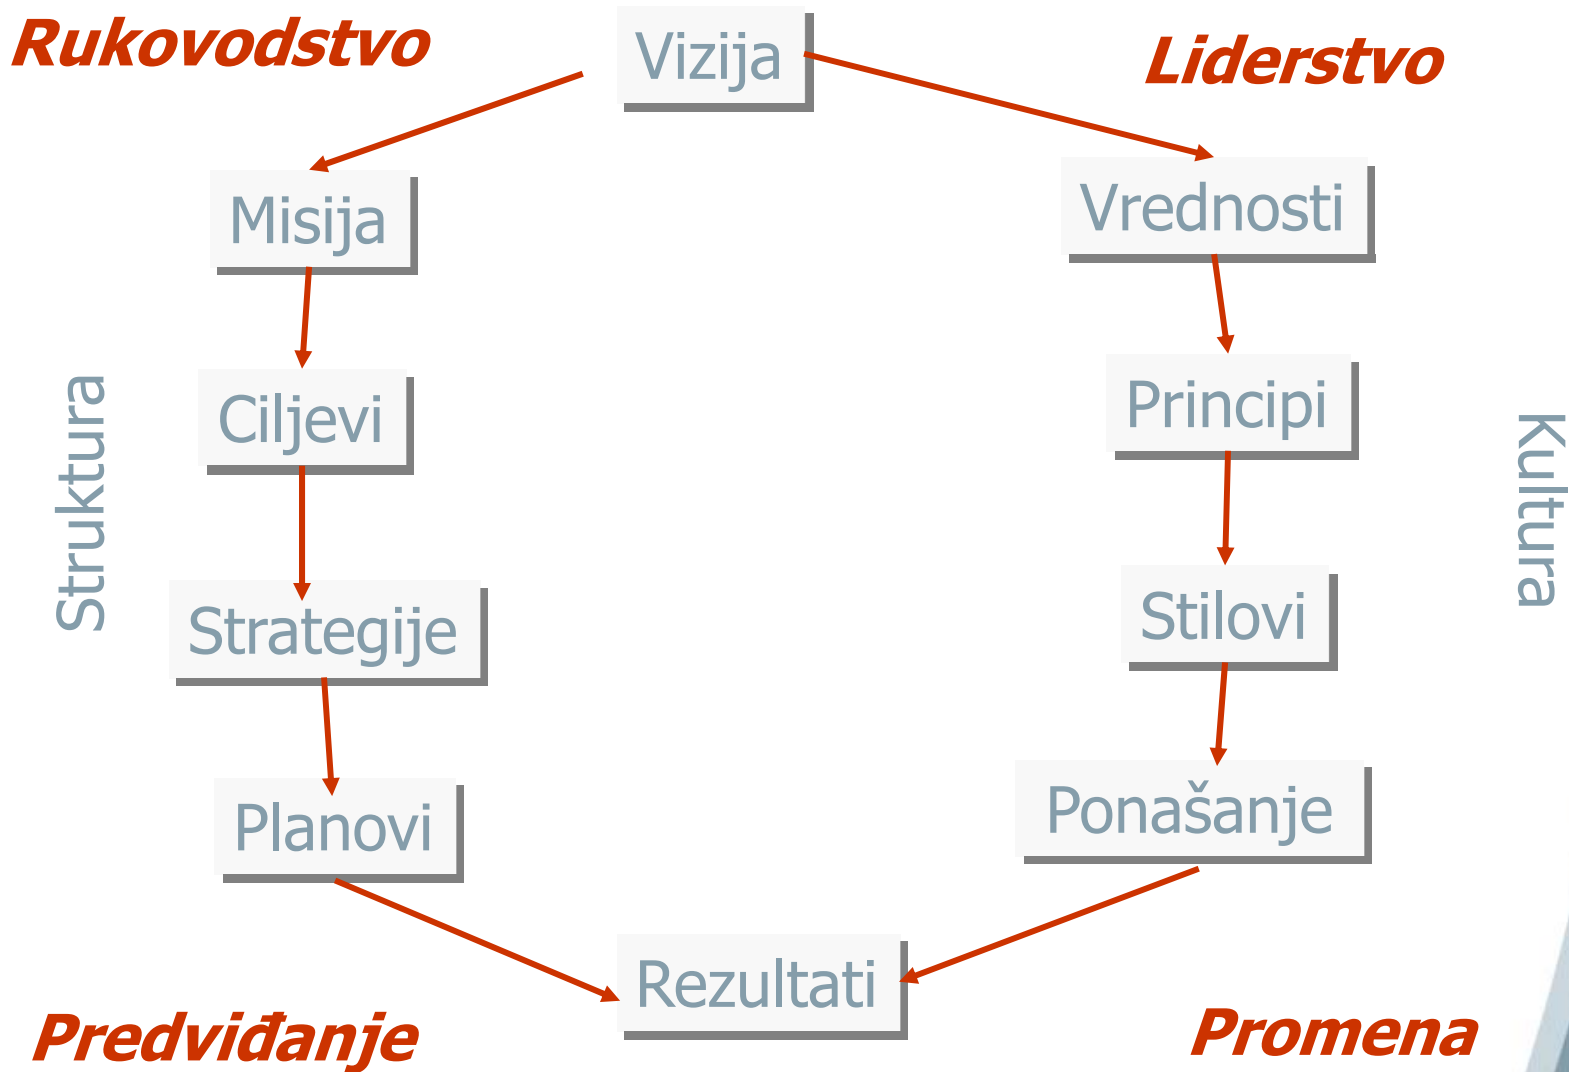 Rukovodstvo
Vizija
Liderstvo
Misija
Vrednosti
Struktura
Ciljevi
Principi
Kultura
Strategije
Stilovi
Planovi
Ponašanje
Rezultati
Predviđanje
Promena